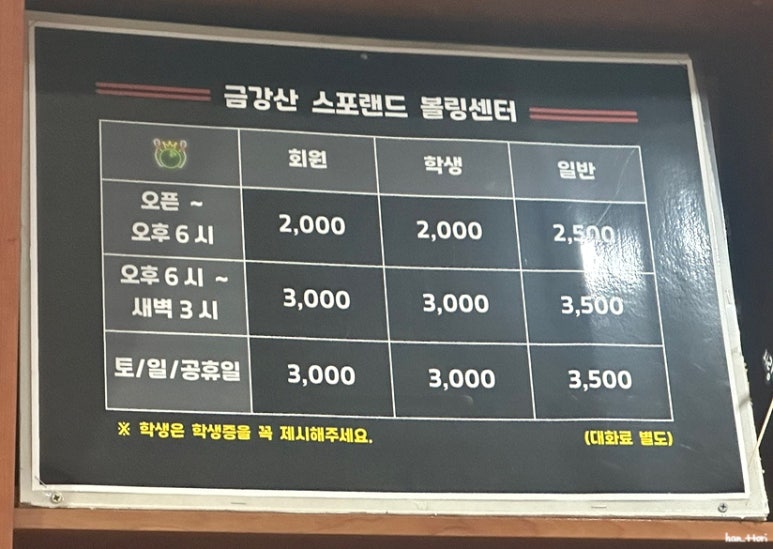 금강산 스포랜드 볼링센터
회원 학생 일반
오픈 ~
오후 6 시
2,000 2,000 2,500
오후 6 시 ~
새벽 3 시
3,000 3,000 3,500
토/일/공휴일 3,000 3,000 3,500
※ 학생은 학생증을 꼭 제시해주세요.
(대화료 별도)